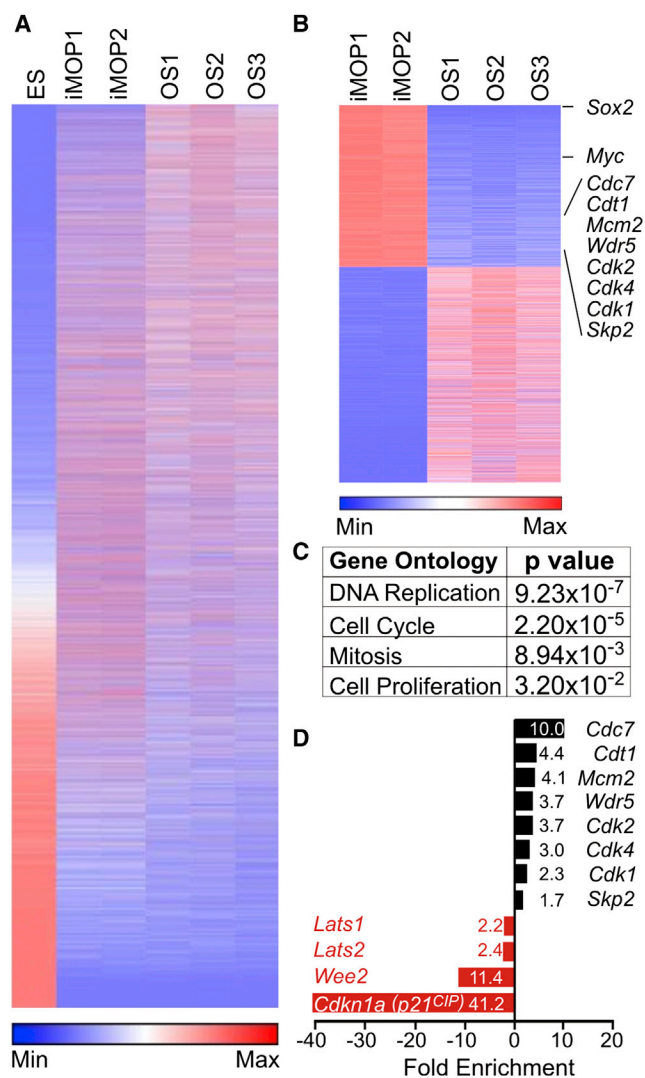 A
ES iMOP1 iMOP2 OS1 OS2 OS3
Min Max
B
iMOP1 iMOP2 OS1 OS2 OS3
Sox2
Myc
Cdc7
Cdt1
Mcm2
Wdr5
Cdk2
Cdk4
Cdk1
Skp2
Min Max
C
Gene Ontology p value
DNA Replication 9.23x10^-7
Cell Cycle 2.20x10^-5
Mitosis 8.94x10^-3
Cell Proliferation 3.20x10^-2
D
10.0 Cdc7
4.4 Cdt1
4.1 Mcm2
3.7 Wdr5
3.7 Cdk2
3.0 Cdk4
2.3 Cdk1
1.7 Skp2
Lats1 2.2
Lats2 2.4
Wee2 11.4
Cdkn1a (p21^CIP) 41.2
-40 -30 -20 -10 0 10 20
Fold Enrichment